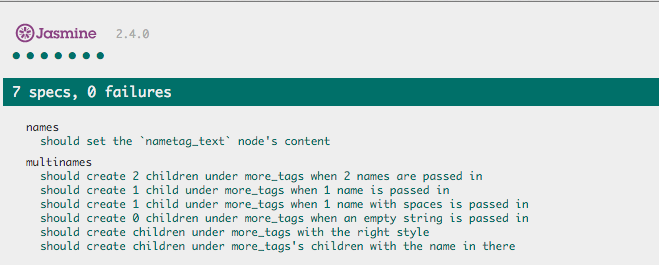 Jasmine 2.4.0
7 specs, 0 failures
names
should set the `nametag_text` node's content
multinames
should create 2 children under more_tags when 2 names are passed in
should create 1 child under more_tags when 1 name is passed in
should create 1 child under more_tags when 1 name with spaces is passed in
should create 0 children under more_tags when an empty string is passed in
should create children under more_tags with the right style
should create children under more_tags's children with the name in there